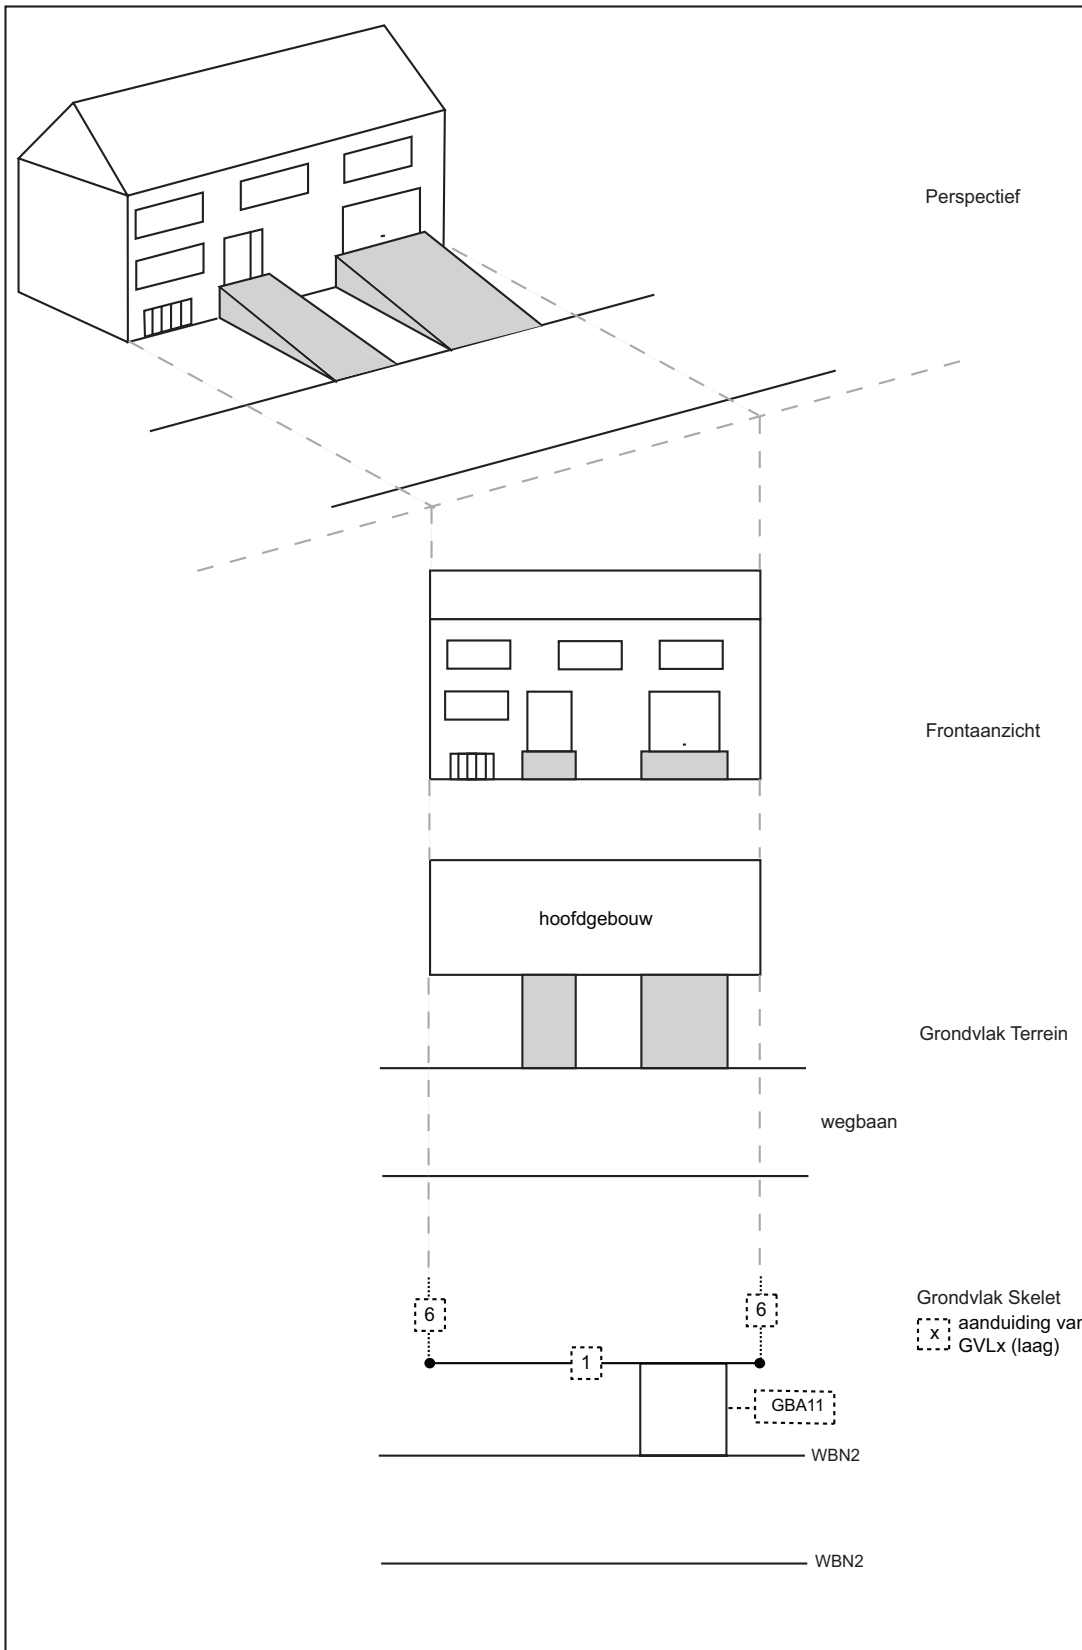 Perspectief
Frontaanzicht
hoofdgebouw
Grondvlak Terrein
wegbaan
6
6
Grondvlak Skelet
x aanduiding van
GVLx (laag)
1
GBA11
WBN2
WBN2